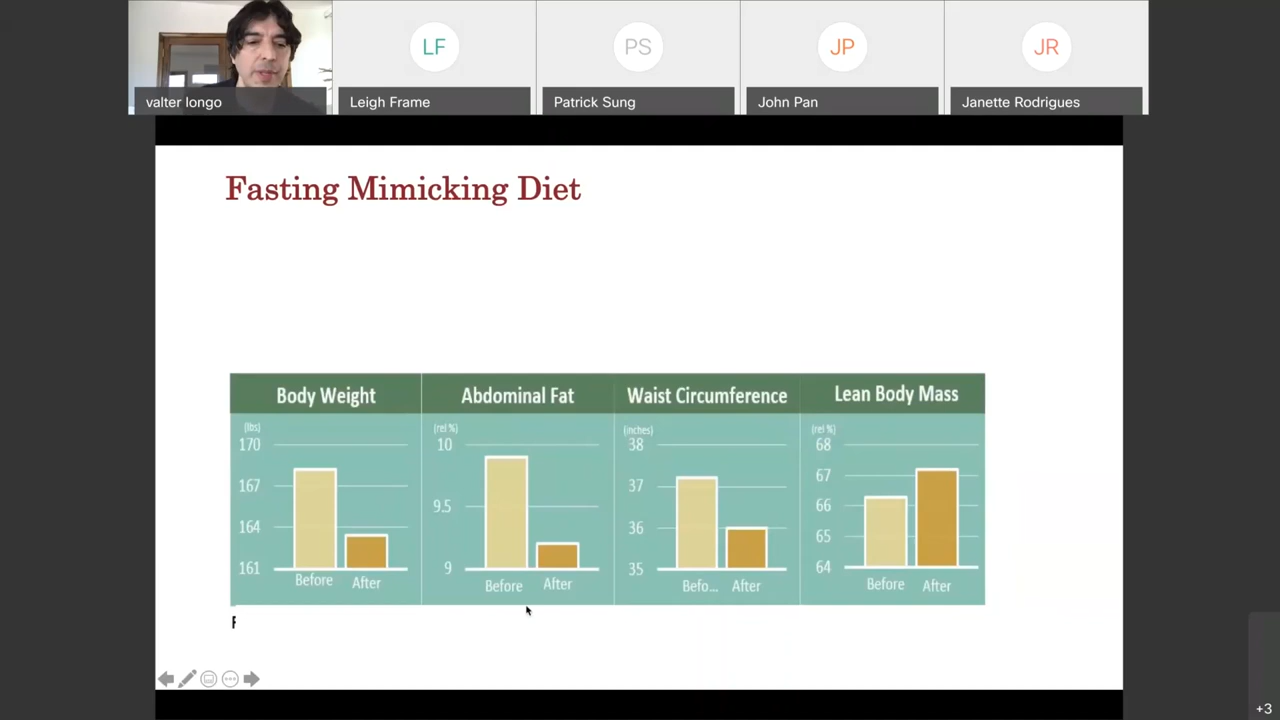 LF
PS
JP
JR
valter longo
Leigh Frame
Patrick Sung
John Pan
Janette Rodrigues
Fasting Mimicking Diet
Body Weight
(lbs)
170
167
164
161
Before After
Abdominal Fat
(rel %)
10
9.5
9
Before After
Waist Circumference
(inches)
38
37
36
35
Befo... After
Lean Body Mass
(rel %)
68
67
66
65
64
Before After
F
+3